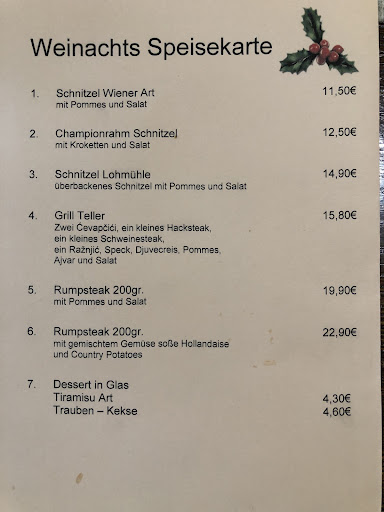 Weinachts Speisekarte
1. Schnitzel Wiener Art 11,50€
mit Pommes und Salat
2. Championrahm Schnitzel 12,50€
mit Kroketten und Salat
3. Schnitzel Lohmühle 14,90€
überbackenes Schnitzel mit Pommes und Salat
4. Grill Teller 15,80€
Zwei Ćevapčići, ein kleines Hacksteak,
ein kleines Schweinesteak,
ein Ražnjić, Speck, Djuvecreis, Pommes,
Ajvar und Salat
5. Rumpsteak 200gr. 19,90€
mit Pommes und Salat
6. Rumpsteak 200gr. 22,90€
mit gemischtem Gemüse soße Hollandaise
und Country Potatoes
7. Dessert in Glas
Tiramisu Art 4,30€
Trauben – Kekse 4,60€